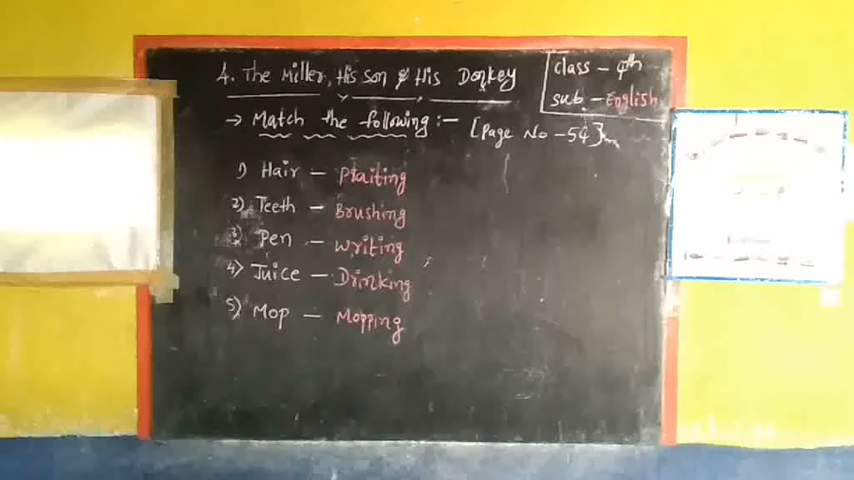 4. The Miller, His Son & His Donkey
Class - 4th
Sub - English
→ Match the following :-
[Page No - 54]
1) Hair - Plaiting
2) Teeth - Brushing
3) Pen - Writing
4) Juice - Drinking
5) Mop - Mopping